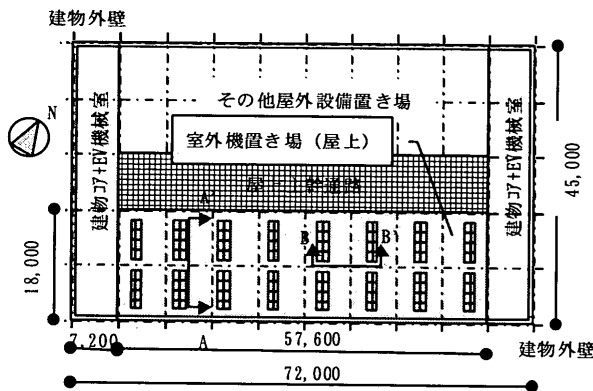 建物外壁
その他屋外設備置き場
N
建物コア+EV機械室
室外機置き場（屋上）
建物コア+EV機械室
45,000
A'
18,000
B
B'
7,200
A
57,600
建物外壁
72,000